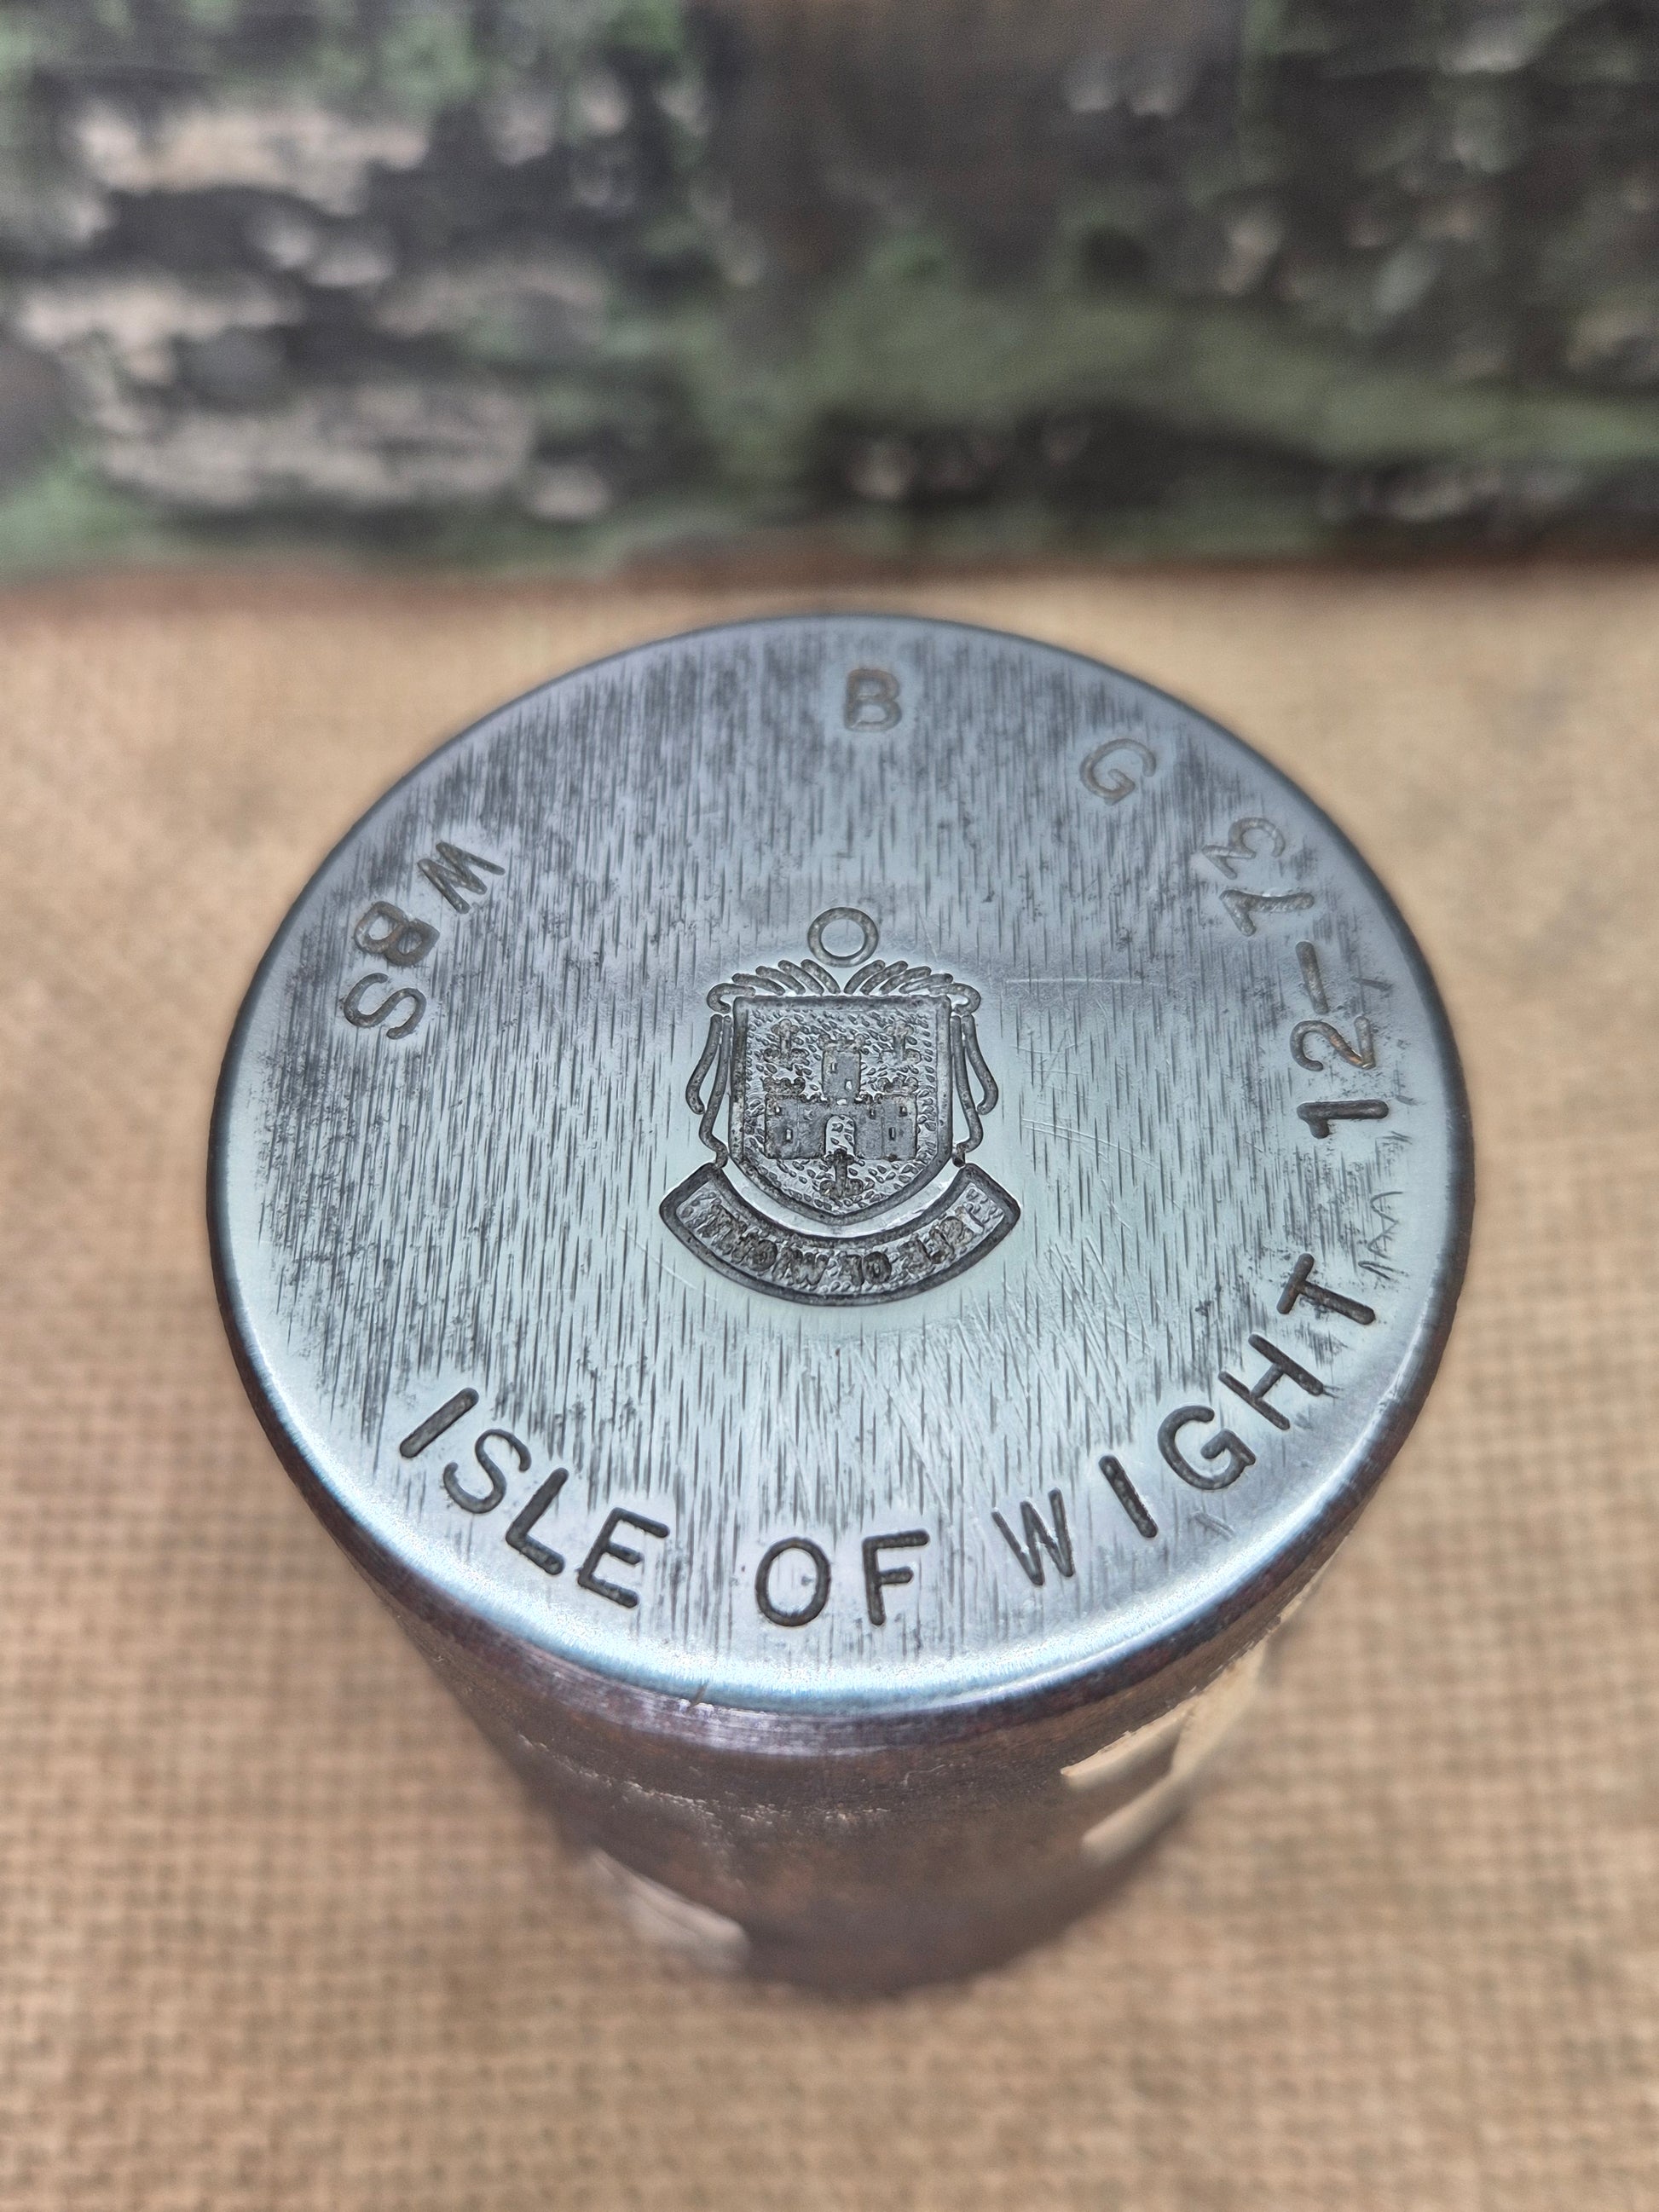 B G
WBS
ISLE OF WIGHT
ISLE OF WIGHT 12-73